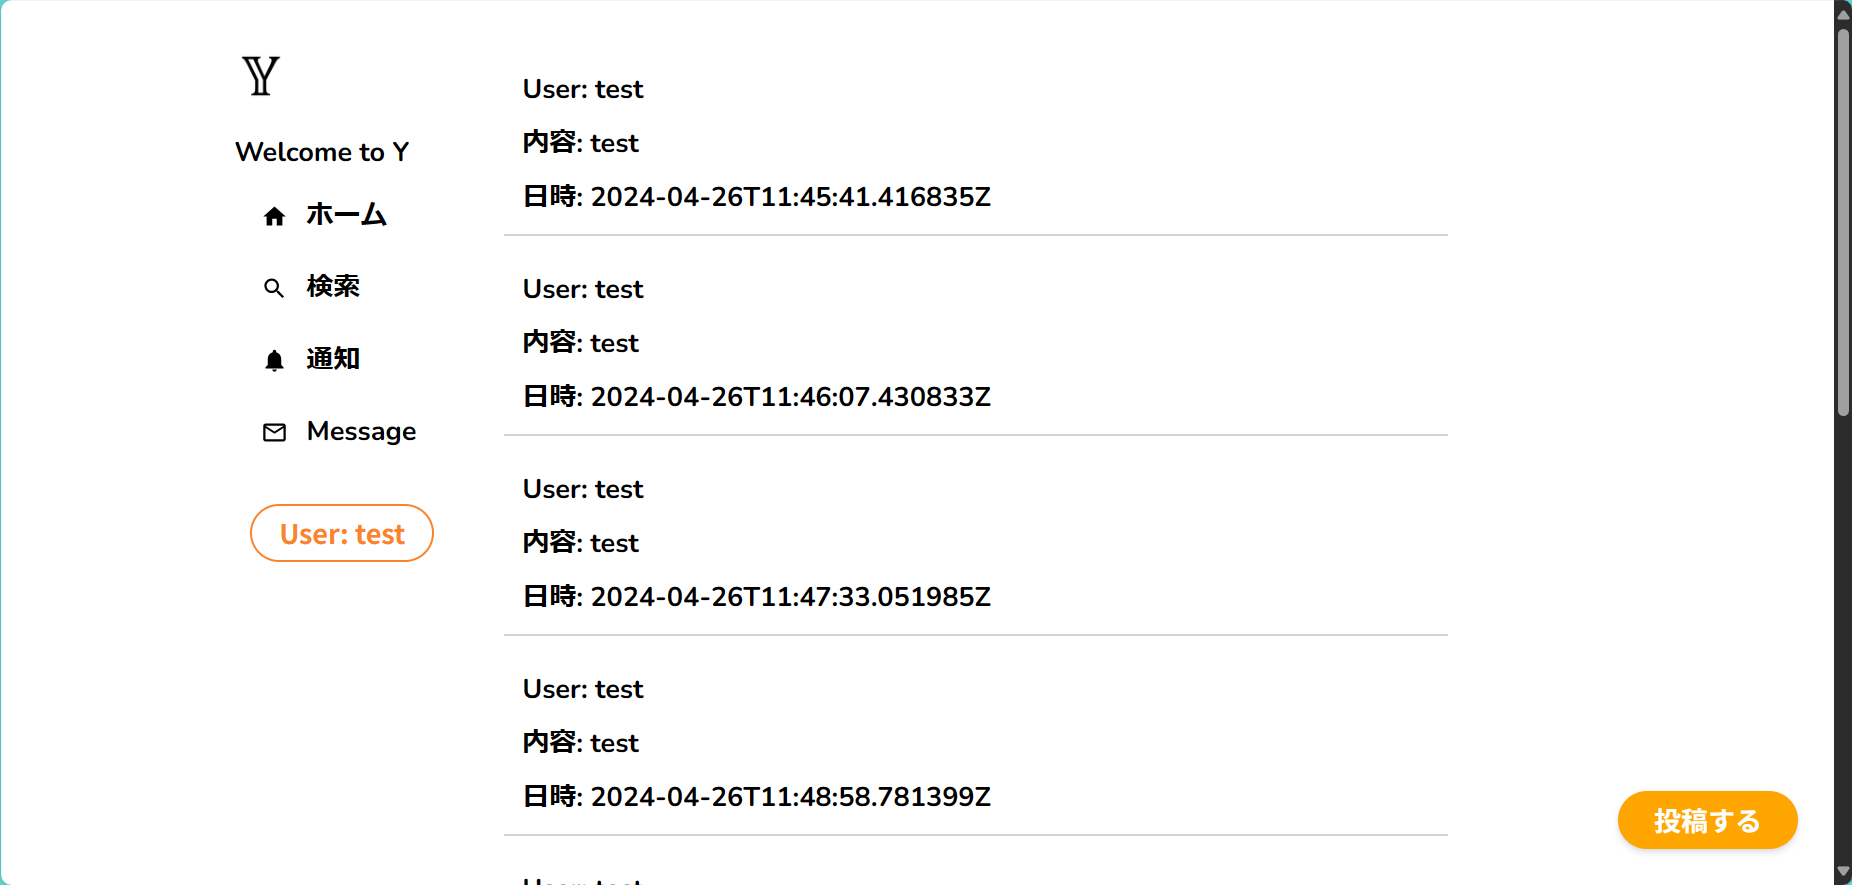 Y
Welcome to Y
ホーム
検索
通知
Message
User: test
User: test
内容: test
日時: 2024-04-26T11:45:41.416835Z
User: test
内容: test
日時: 2024-04-26T11:46:07.430833Z
User: test
内容: test
日時: 2024-04-26T11:47:33.051985Z
User: test
内容: test
日時: 2024-04-26T11:48:58.781399Z
User: test
投稿する